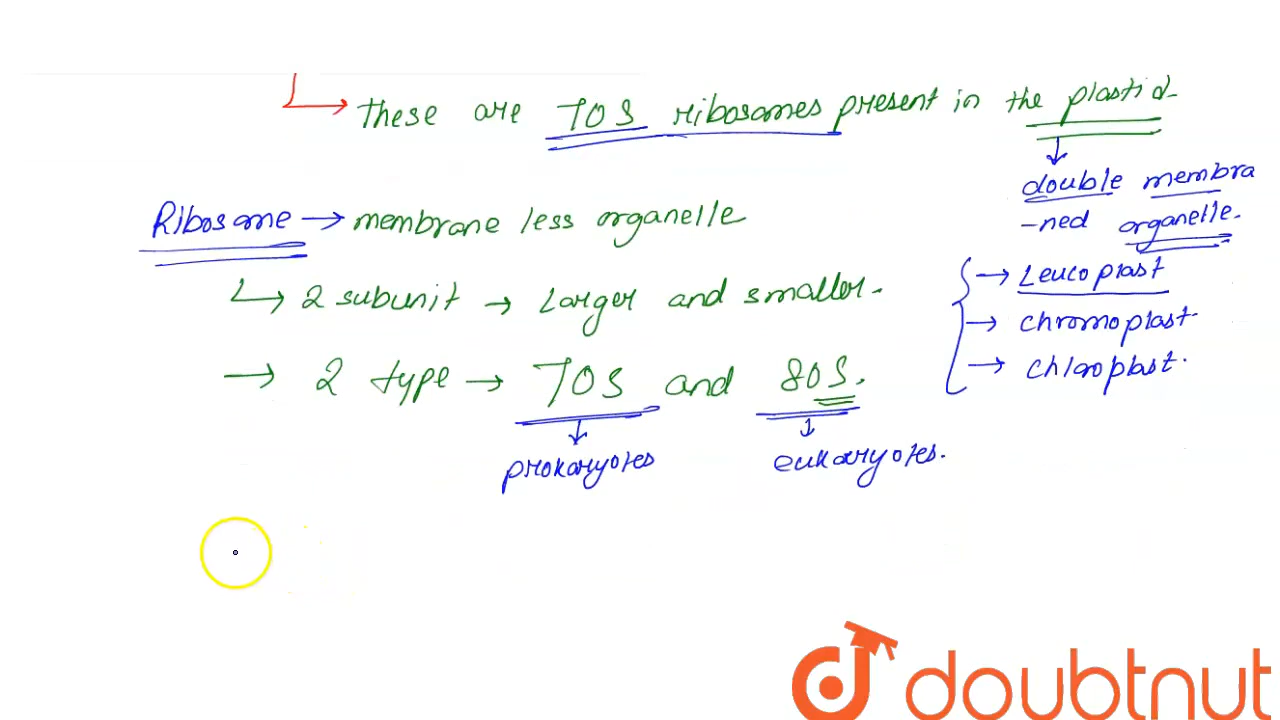 These are 70S ribosomes present in the plastid-
double membra
-ned organelle.
Ribosome → membrane less organelle
→ Leucoplast
↳ 2 subunit → Larger and smaller.
→ chromoplast.
→ chloroplast.
→ 2 type → 70S and 80S.
prokaryotes
eukaryotes.
doubtnut